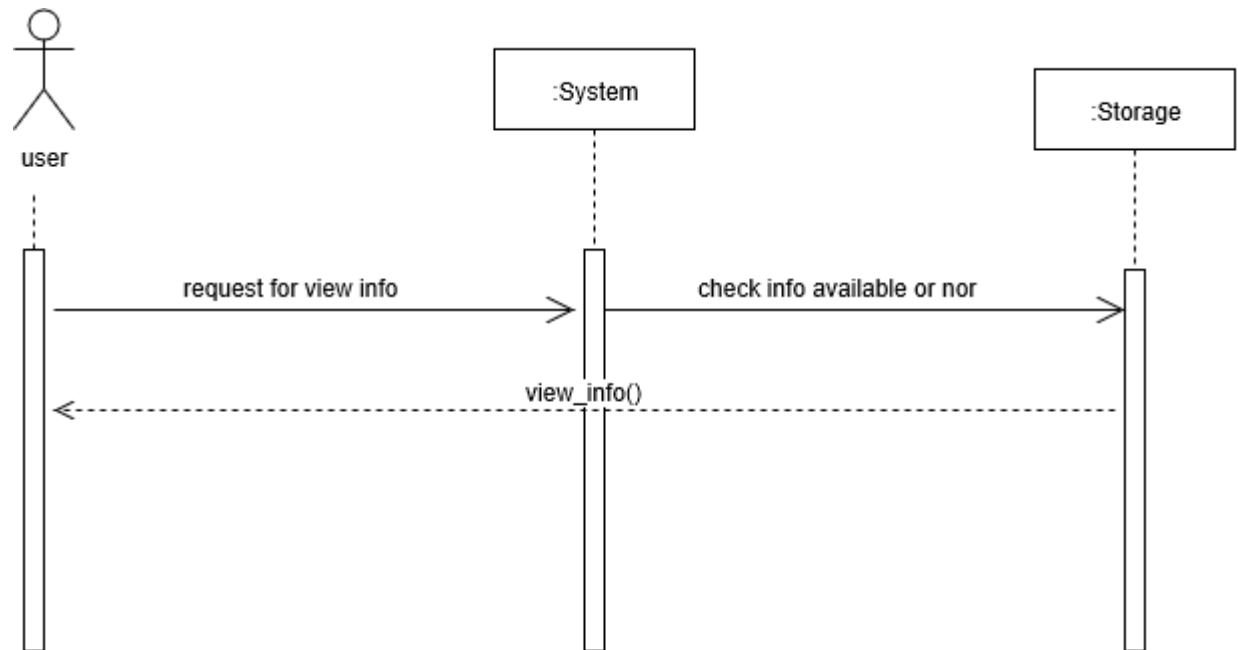 :System
:Storage
user
request for view info
check info available or nor
view_info()